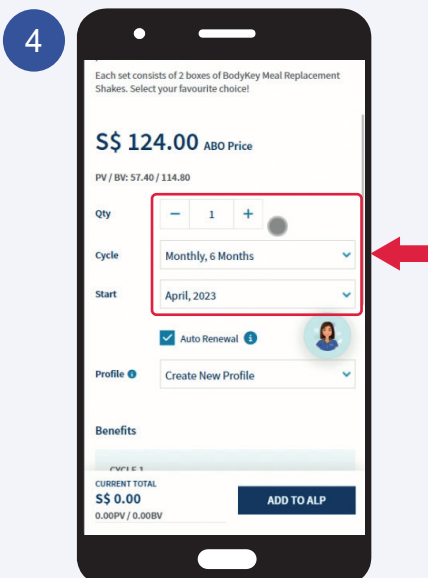 4
Each set consists of 2 boxes of BodyKey Meal Replacement
Shakes. Select your favourite choice!
S$ 124.00 ABO Price
PV / BV: 57.40 / 114.80
Qty − 1 +
Cycle Monthly, 6 Months
Start April, 2023
Auto Renewal i
Profile i Create New Profile
Benefits
CYCLE 1
CURRENT TOTAL
S$ 0.00
0.00PV / 0.00BV
ADD TO ALP